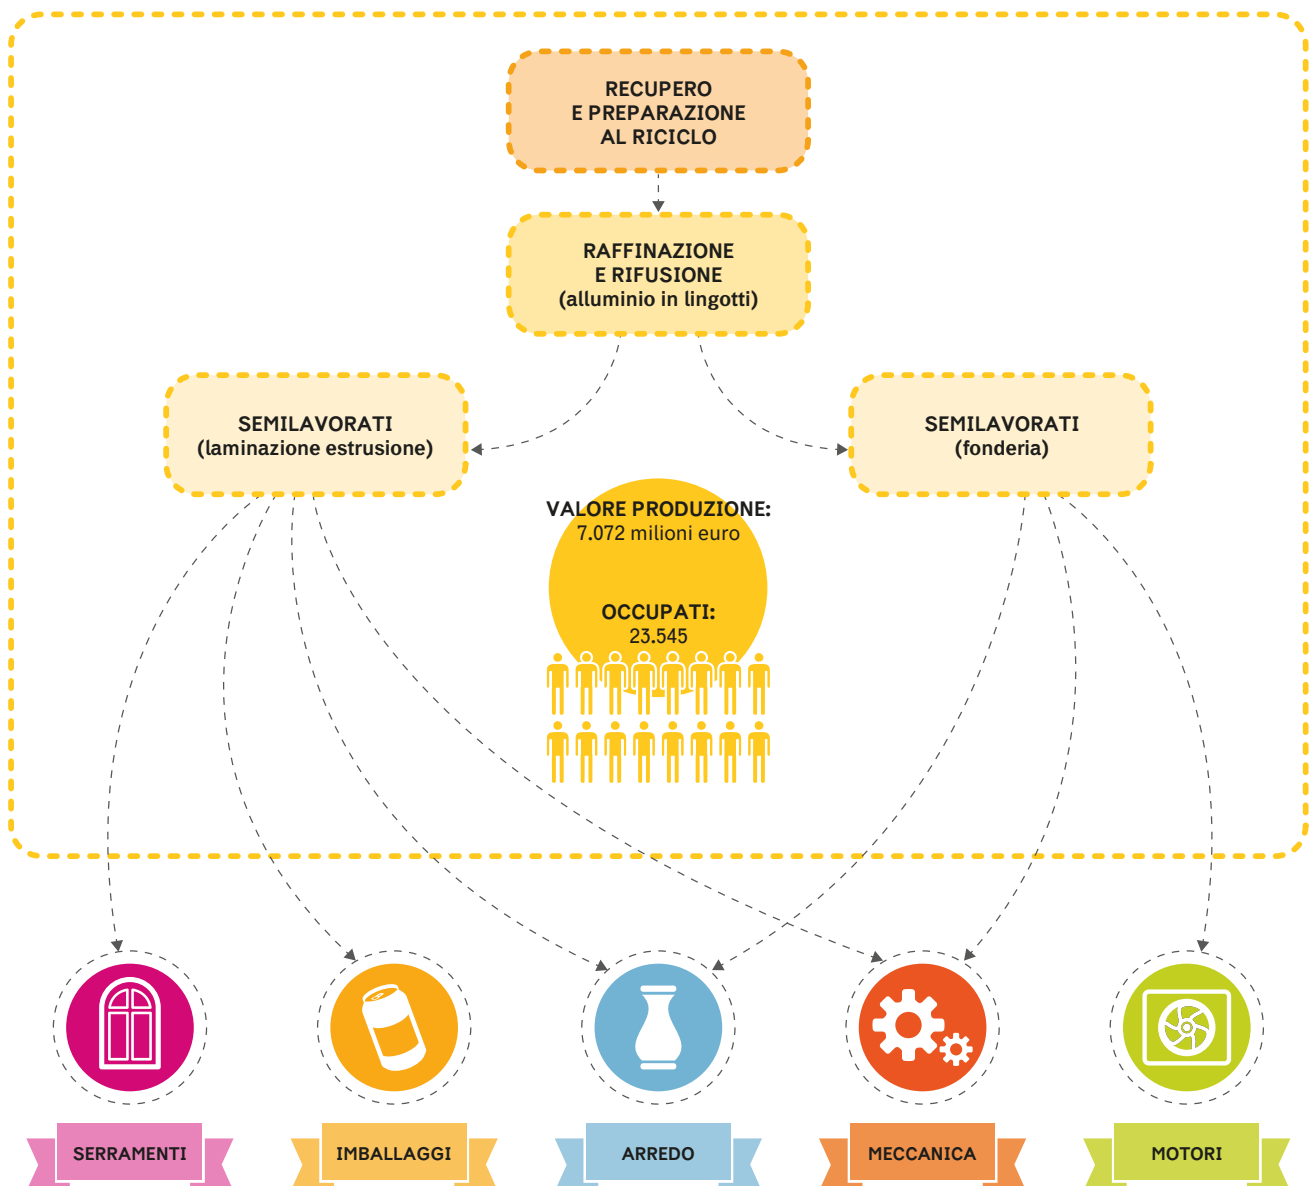 RECUPERO
E PREPARAZIONE
AL RICICLO
RAFFINAZIONE
E RIFUSIONE
(alluminio in lingotti)
SEMILAVORATI
(laminazione estrusione)
SEMILAVORATI
(fonderia)
VALORE PRODUZIONE:
7.072 milioni euro
OCCUPATI:
23.545
SERRAMENTI
IMBALLAGGI
ARREDO
MECCANICA
MOTORI